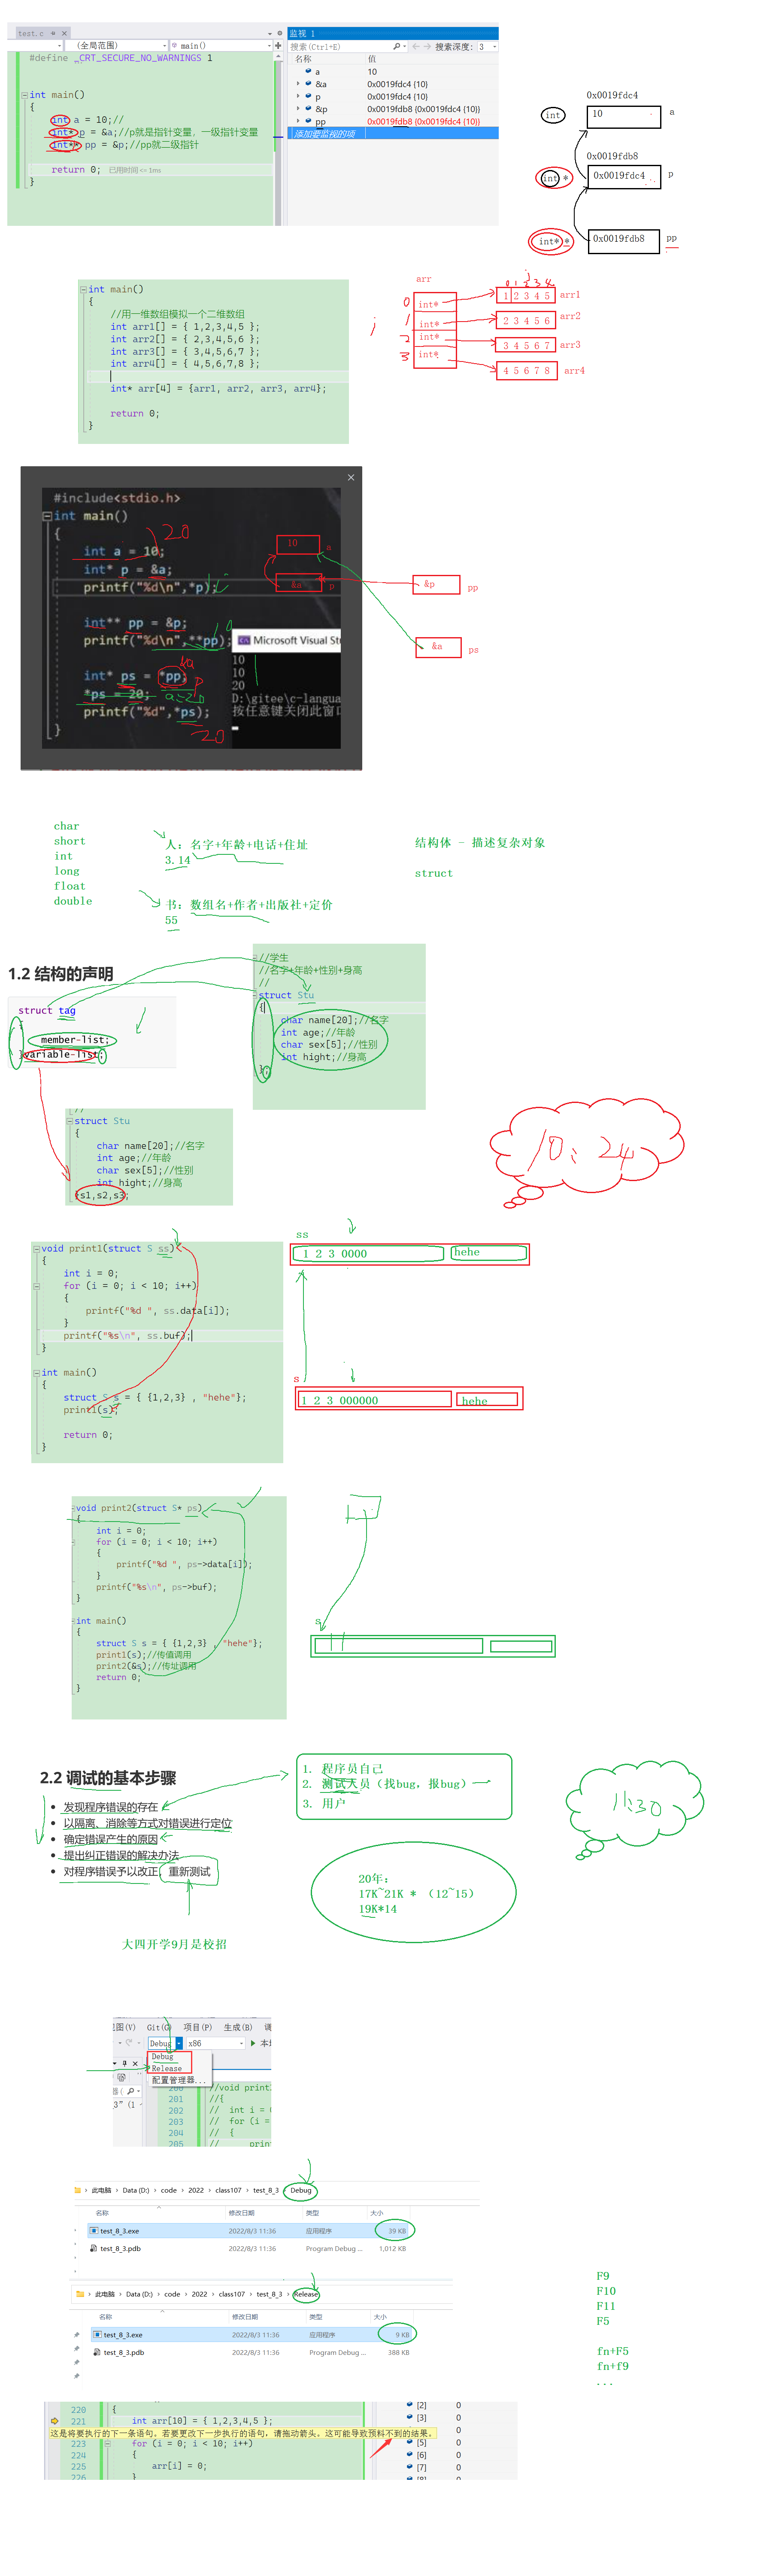 test.c
(全局范围)
main()
#define _CRT_SECURE_NO_WARNINGS 1
int main()
{
int a = 10;//
int* p = &a;//p就是指针变量，一级指针变量
int** pp = &p;//pp就二级指针
return 0; 已用时间 <= 1ms
}
监视 1
搜索(Ctrl+E)
搜索深度: 3
名称 值
a 10
&a 0x0019fdc4 {10}
p 0x0019fdc4 {10}
&p 0x0019fdb8 {0x0019fdc4 {10}}
pp 0x0019fdb8 {0x0019fdc4 {10}}
添加要监视的项
0x0019fdc4
int 10 a
0x0019fdb8
int * 0x0019fdc4 p
int* * 0x0019fdb8 pp
int main()
{
//用一维数组模拟一个二维数组
int arr1[] = { 1,2,3,4,5 };
int arr2[] = { 2,3,4,5,6 };
int arr3[] = { 3,4,5,6,7 };
int arr4[] = { 4,5,6,7,8 };
int* arr[4] = {arr1, arr2, arr3, arr4};
return 0;
}
arr
j
0 1 2 3 4
i
0 int* 1 2 3 4 5 arr1
1 int* 2 3 4 5 6 arr2
2 int* 3 4 5 6 7 arr3
3 int* 4 5 6 7 8 arr4
#include<stdio.h>
int main()
{
20
int a = 10;
int* p = &a;
printf("%d\n",*p);
int** pp = &p;
printf("%d\n",**pp);
int* ps = *pp;
*ps = 20;
printf("%d",*ps);
&a
p
a=20
20
10 a
&a p
&p pp
&a ps
Microsoft Visual Stu
10
10
20
D:\gitee\c-langua
按任意键关闭此窗口
char
short
int
long
float
double
人：名字+年龄+电话+住址
3.14
书：数组名+作者+出版社+定价
55
结构体 - 描述复杂对象
struct
1.2 结构的声明
struct tag
{
member-list;
}variable-list;
//学生
//名字+年龄+性别+身高
//
struct Stu
{
char name[20];//名字
int age;//年龄
char sex[5];//性别
int hight;//身高
};
//
struct Stu
{
char name[20];//名字
int age;//年龄
char sex[5];//性别
int hight;//身高
}s1,s2,s3;
10:24
void print1(struct S ss)
{
int i = 0;
for (i = 0; i < 10; i++)
{
printf("%d ", ss.data[i]);
}
printf("%s\n", ss.buf);
}
int main()
{
struct S s = { {1,2,3} , "hehe"};
print1(s);
return 0;
}
ss
1 2 3 0000 hehe
s
1 2 3 000000 hehe
void print2(struct S* ps)
{
int i = 0;
for (i = 0; i < 10; i++)
{
printf("%d ", ps->data[i]);
}
printf("%s\n", ps->buf);
}
int main()
{
struct S s = { {1,2,3} , "hehe"};
print1(s);//传值调用
print2(&s);//传址调用
return 0;
}
s
2.2 调试的基本步骤
发现程序错误的存在
以隔离、消除等方式对错误进行定位
确定错误产生的原因
提出纠正错误的解决办法
对程序错误予以改正，重新测试
1. 程序员自己
2. 测试人员（找bug，报bug）
3. 用户
11:30
20年：
17K~21K * （12~15）
19K*14
大四开学9月是校招
视图(V) Git(G) 项目(P) 生成(B) 调
Debug x86 本地
Debug
Release
配置管理器...
200 //void print
201 //{
202 // int i = 0
203 // for (i =
204 // {
205 // print
此电脑 › Data (D:) › code › 2022 › class107 › test_8_3 › Debug
名称 修改日期 类型 大小
test_8_3.exe 2022/8/3 11:36 应用程序 39 KB
test_8_3.pdb 2022/8/3 11:36 Program Debug ... 1,012 KB
此电脑 › Data (D:) › code › 2022 › class107 › test_8_3 › Release
名称 修改日期 类型 大小
test_8_3.exe 2022/8/3 11:36 应用程序 9 KB
test_8_3.pdb 2022/8/3 11:36 Program Debug ... 388 KB
F9
F10
F11
F5
fn+F5
fn+f9
...
220 {
221 int arr[10] = { 1,2,3,4,5 };
这是将要执行的下一条语句。若要更改下一步执行的语句，请拖动箭头。这可能导致预料不到的结果。
223 for (i = 0; i < 10; i++)
224 {
225 arr[i] = 0;
226 }
[2] 0
[3] 0
0
[5] 0
[6] 0
[7] 0
[8] 0